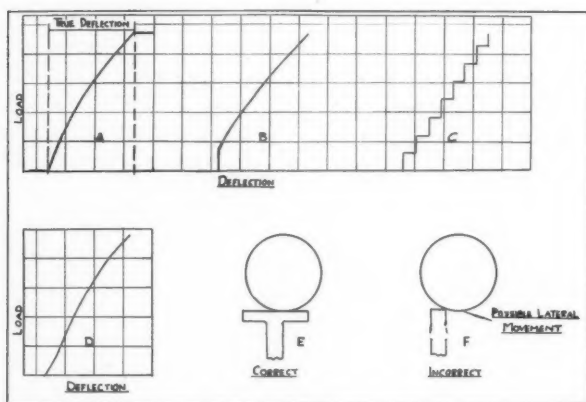 TRUE DEFLECTION
LOAD
A
B
C
DEFLECTION
LOAD
D
DEFLECTION
E
CORRECT
F
INCORRECT
POSSIBLE LATERAL
MOVEMENT